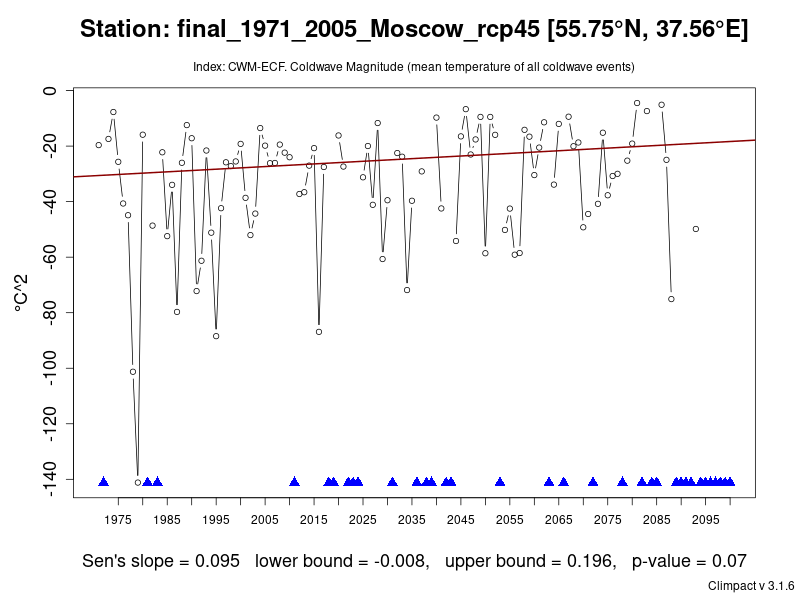 Station: final_1971_2005_Moscow_rcp45 [55.75°N, 37.56°E]
Index: CWM-ECF. Coldwave Magnitude (mean temperature of all coldwave events)
0
-20
-40
-60
-80
-100
-120
-140
°C^2
1975 1985 1995 2005 2015 2025 2035 2045 2055 2065 2075 2085 2095
Sen's slope = 0.095 lower bound = -0.008, upper bound = 0.196, p-value = 0.07
Climpact v 3.1.6